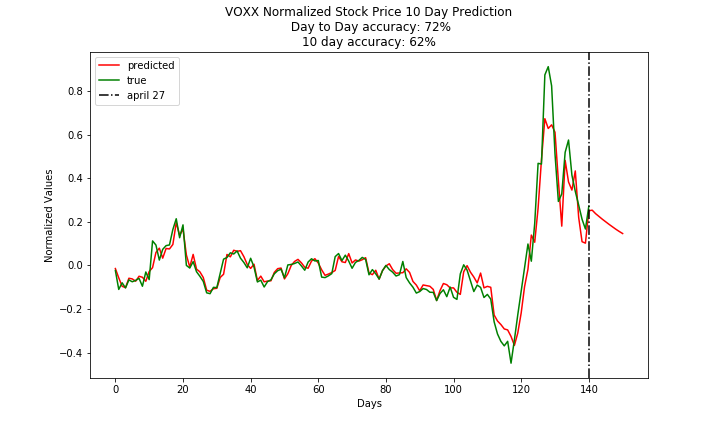 VOXX Normalized Stock Price 10 Day Prediction
Day to Day accuracy: 72%
10 day accuracy: 62%
predicted
true
april 27
Normalized Values
0.8
0.6
0.4
0.2
0.0
−0.2
−0.4
0 20 40 60 80 100 120 140
Days